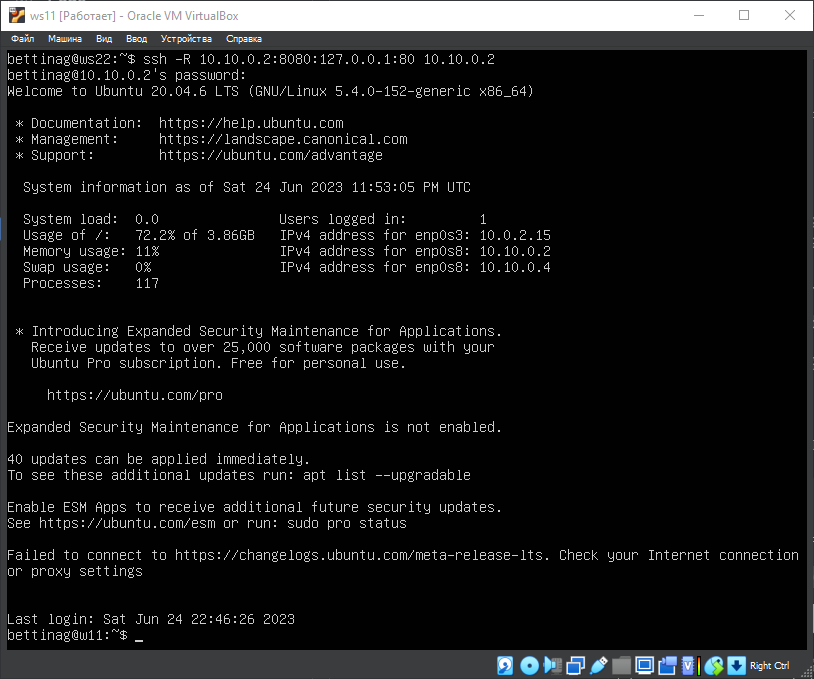 ws11 [Работает] - Oracle VM VirtualBox
Файл Машина Вид Ввод Устройства Справка
bettinag@ws22:~$ ssh -R 10.10.0.2:8080:127.0.0.1:80 10.10.0.2
bettinag@10.10.0.2's password:
Welcome to Ubuntu 20.04.6 LTS (GNU/Linux 5.4.0-152-generic x86_64)
* Documentation: https://help.ubuntu.com
* Management: https://landscape.canonical.com
* Support: https://ubuntu.com/advantage
System information as of Sat 24 Jun 2023 11:53:05 PM UTC
System load: 0.0 Users logged in: 1
Usage of /: 72.2% of 3.86GB IPv4 address for enp0s3: 10.0.2.15
Memory usage: 11% IPv4 address for enp0s8: 10.10.0.2
Swap usage: 0% IPv4 address for enp0s8: 10.10.0.4
Processes: 117
* Introducing Expanded Security Maintenance for Applications.
Receive updates to over 25,000 software packages with your
Ubuntu Pro subscription. Free for personal use.
https://ubuntu.com/pro
Expanded Security Maintenance for Applications is not enabled.
40 updates can be applied immediately.
To see these additional updates run: apt list --upgradable
Enable ESM Apps to receive additional future security updates.
See https://ubuntu.com/esm or run: sudo pro status
Failed to connect to https://changelogs.ubuntu.com/meta-release-lts. Check your Internet connection
or proxy settings
Last login: Sat Jun 24 22:46:26 2023
bettinag@w11:~$ _
Right Ctrl